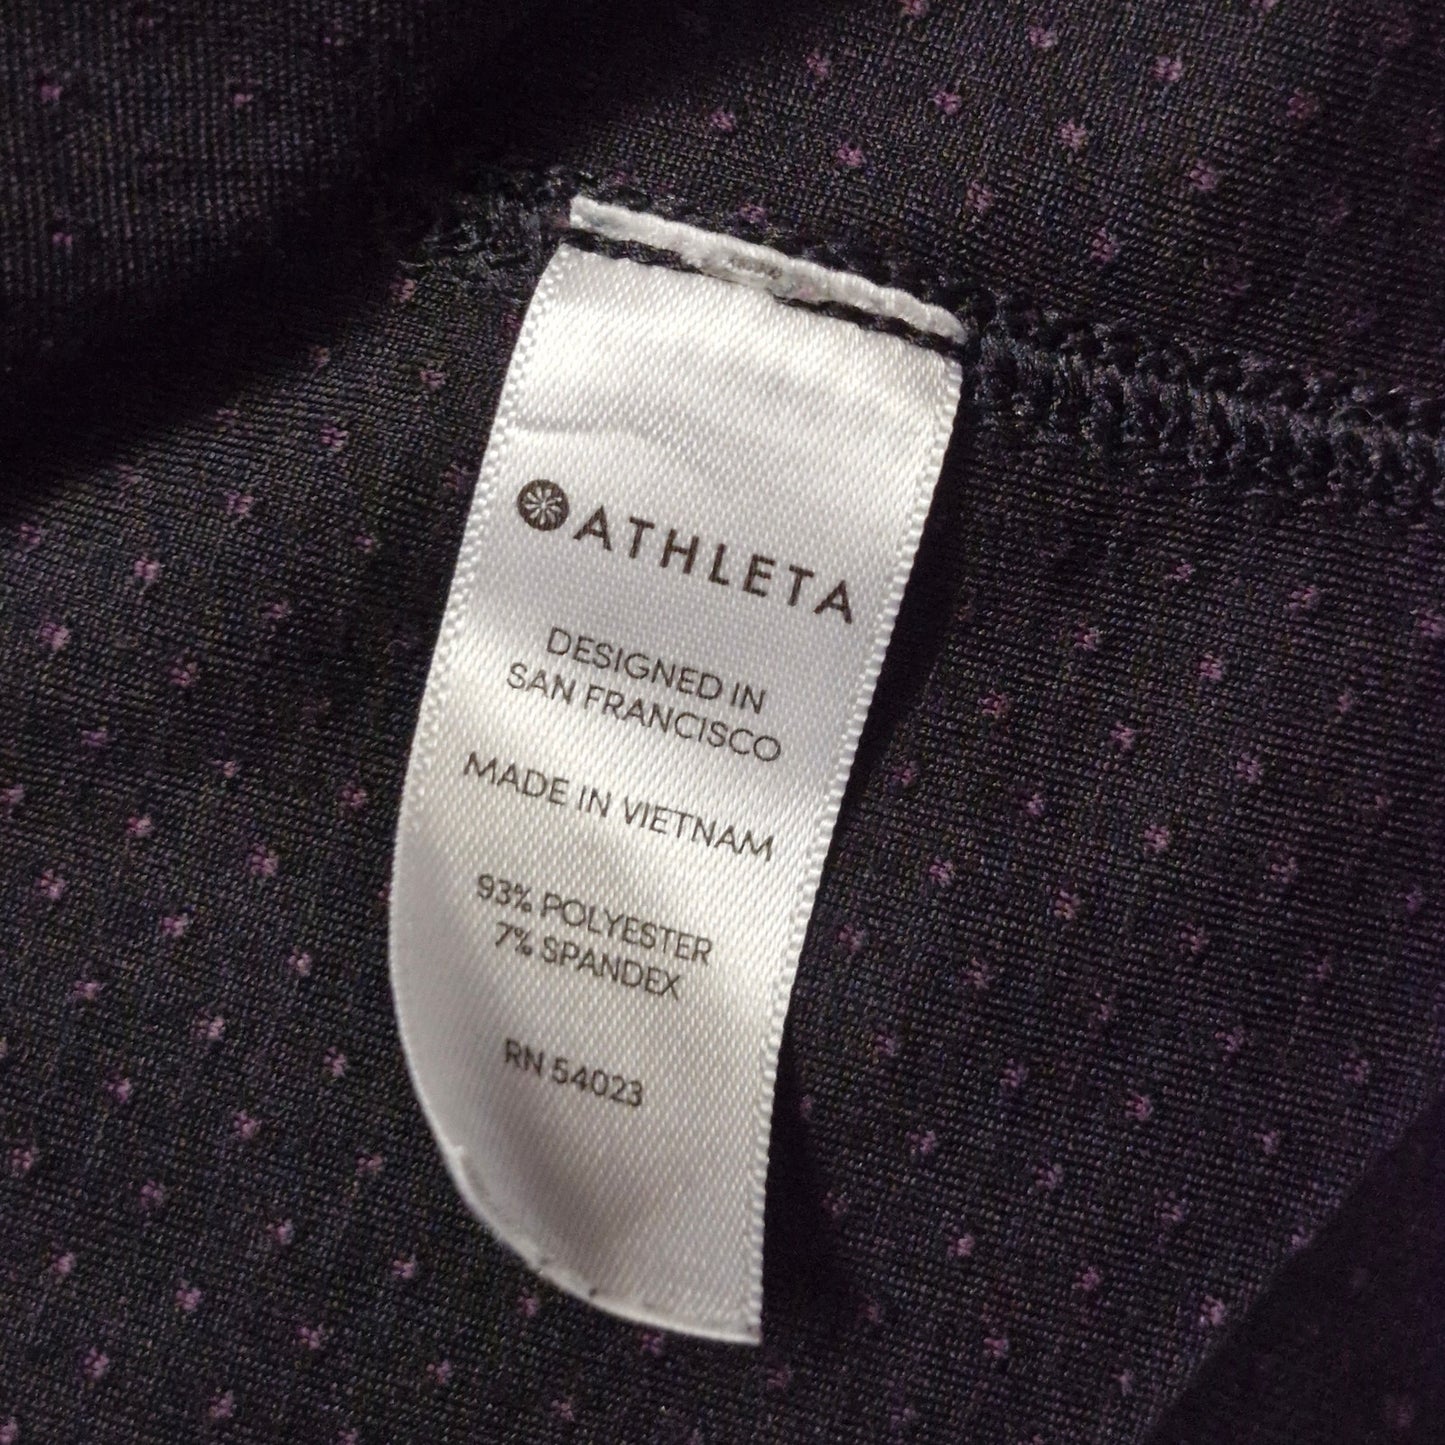 ATHLETA
DESIGNED IN
SAN FRANCISCO
MADE IN VIETNAM
93% POLYESTER
7% SPANDEX
RN 54023